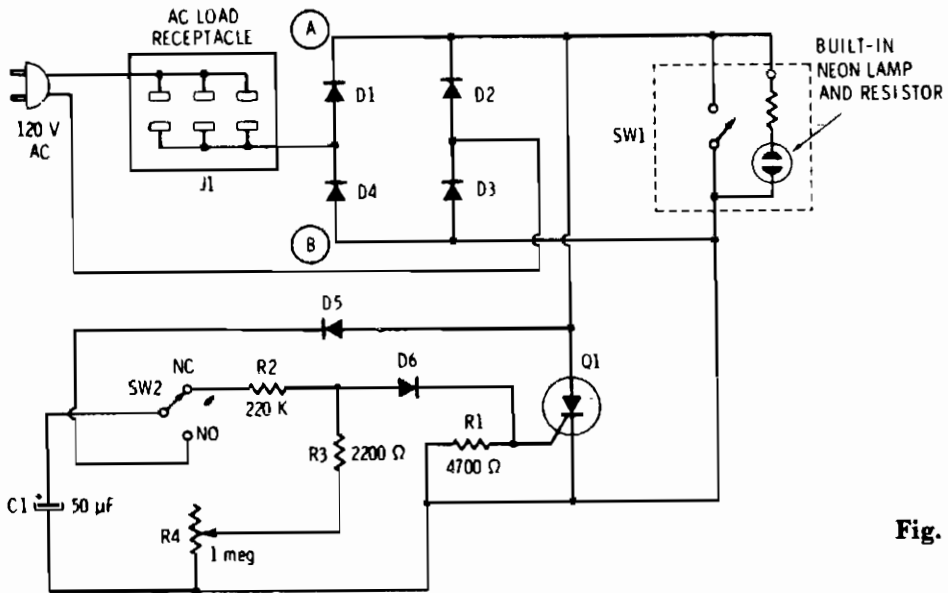 AC LOAD
RECEPTACLE
A
BUILT-IN
NEON LAMP
AND RESISTOR
D1
D2
120 V
AC
SW1
J1
D4
D3
B
D5
NC
D6
Q1
SW2
R2
220 K
R1
NO
R3
2200 Ω
4700 Ω
C1
+
50 µf
R4
1 meg
Fig.